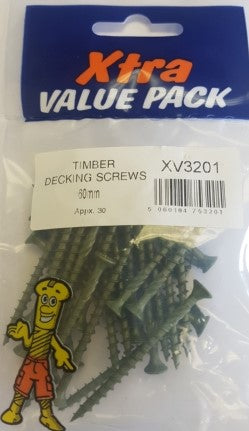 Xtra
VALUE PACK
TIMBER XV3201
DECKING SCREWS
60mm
Appx. 30
5 060184 753201